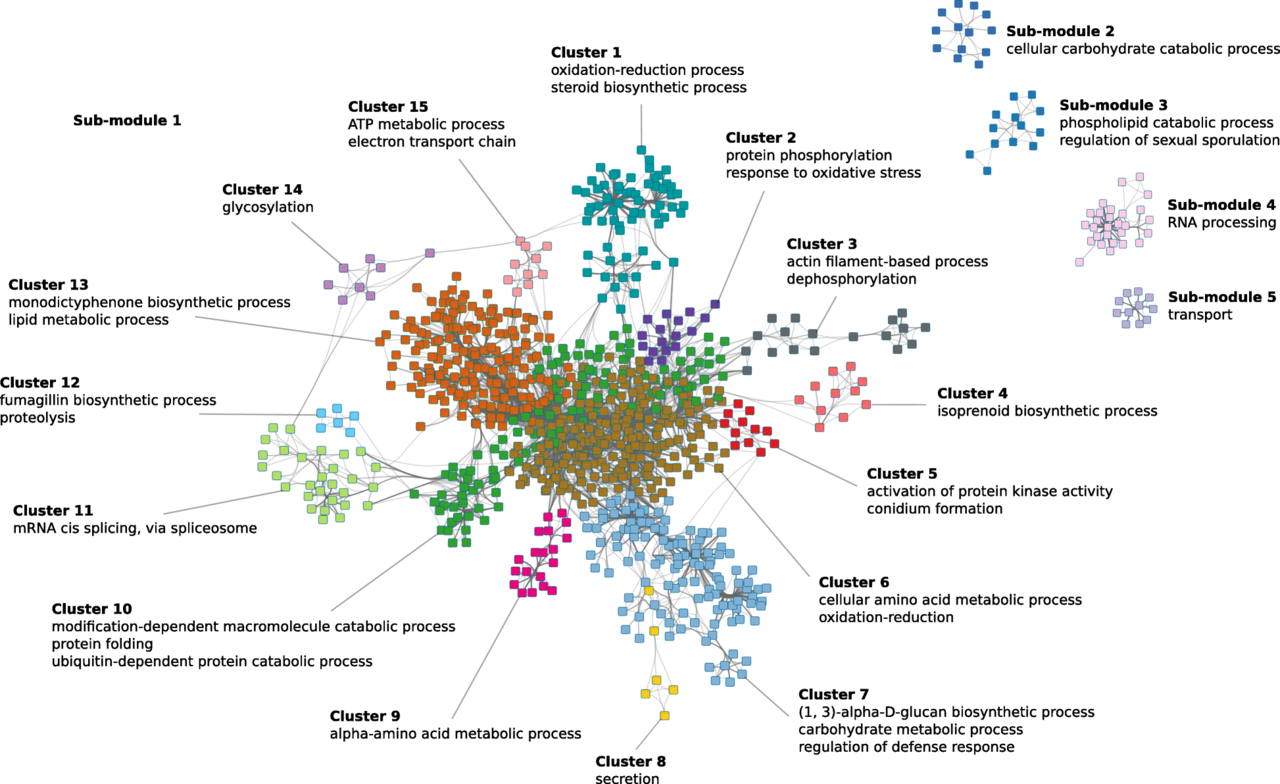 Sub-module 1
Cluster 1
oxidation-reduction process
steroid biosynthetic process
Cluster 2
protein phosphorylation
response to oxidative stress
Cluster 3
actin filament-based process
dephosphorylation
Cluster 4
isoprenoid biosynthetic process
Cluster 5
activation of protein kinase activity
conidium formation
Cluster 6
cellular amino acid metabolic process
oxidation-reduction
Cluster 7
(1, 3)-alpha-D-glucan biosynthetic process
carbohydrate metabolic process
regulation of defense response
Cluster 8
secretion
Cluster 9
alpha-amino acid metabolic process
Cluster 10
modification-dependent macromolecule catabolic process
protein folding
ubiquitin-dependent protein catabolic process
Cluster 11
mRNA cis splicing, via spliceosome
Cluster 12
fumagillin biosynthetic process
proteolysis
Cluster 13
monodictyphenone biosynthetic process
lipid metabolic process
Cluster 14
glycosylation
Cluster 15
ATP metabolic process
electron transport chain
Sub-module 2
cellular carbohydrate catabolic process
Sub-module 3
phospholipid catabolic process
regulation of sexual sporulation
Sub-module 4
RNA processing
Sub-module 5
transport